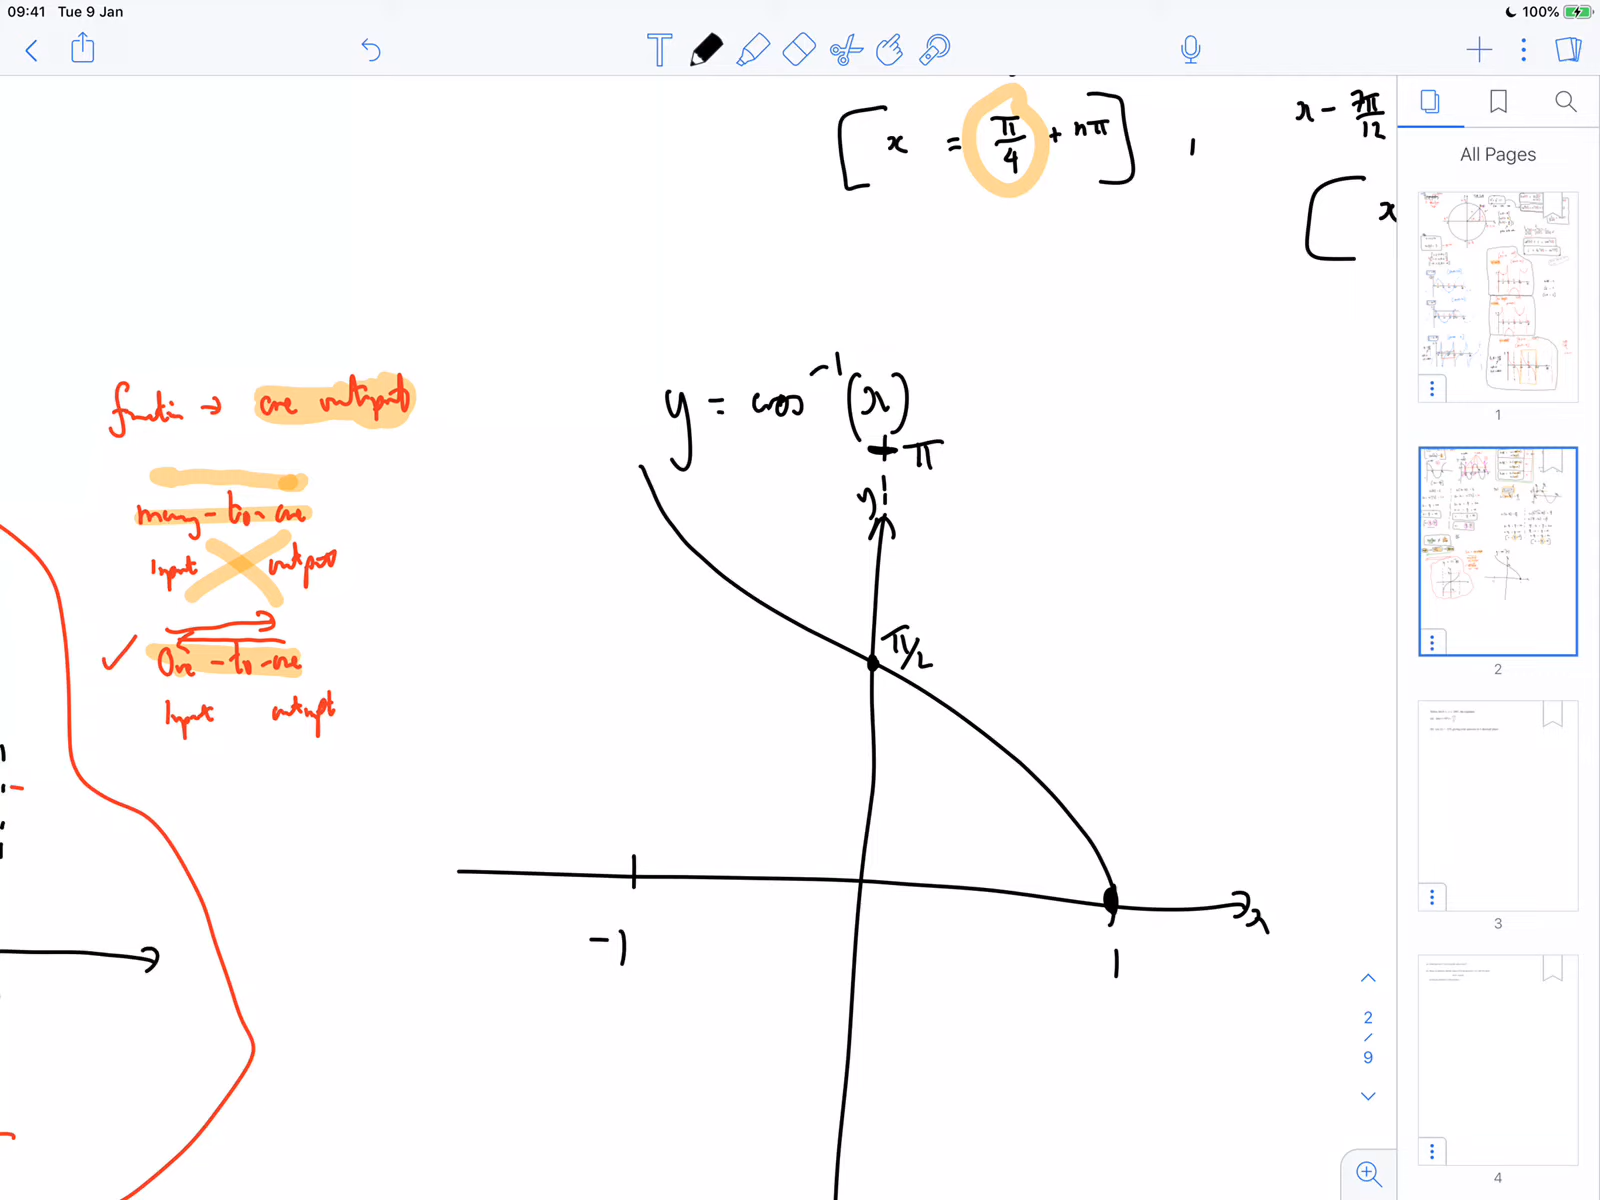 09:41 Tue 9 Jan
100%
T
[ x = π/4 + nπ ] ,
x - 7π/12
[ x
All Pages
1
function → one output
many-to-one
Input output
✓ One-to-one
Input output
y = cos⁻¹(x)
π
y
π/2
-1
1
x
2
/
9
2
3
4